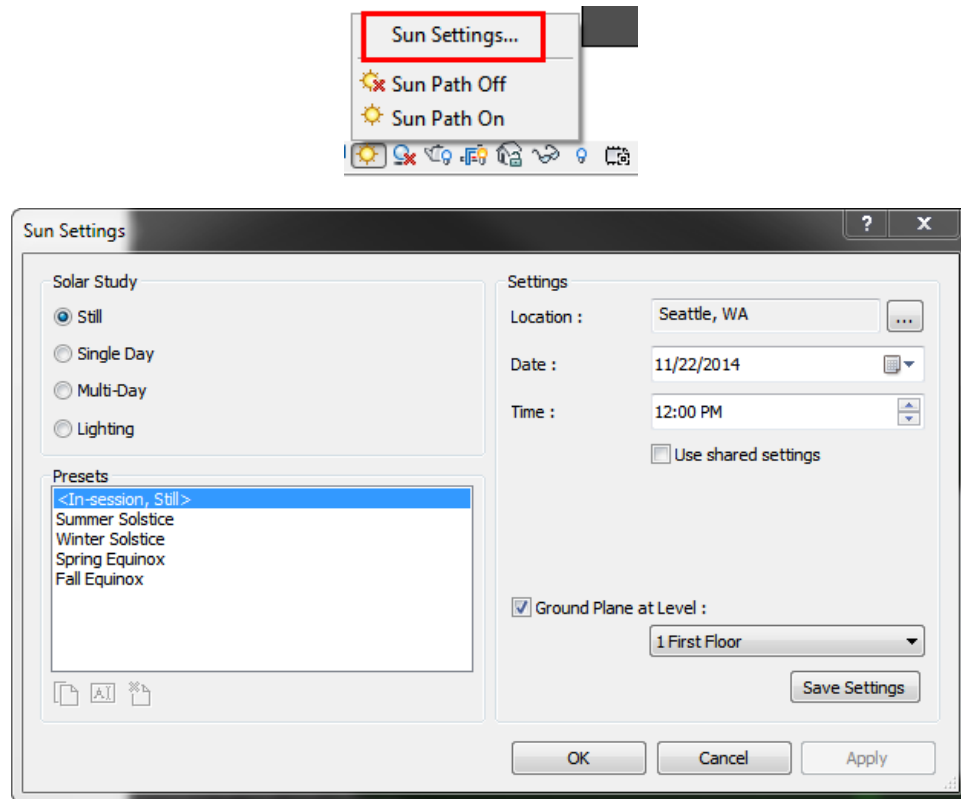 Sun Settings...
Sun Path Off
Sun Path On
Sun Settings
?
x
Solar Study
Still
Single Day
Multi-Day
Lighting
Presets
<In-session, Still>
Summer Solstice
Winter Solstice
Spring Equinox
Fall Equinox
AI
Settings
Location :
Seattle, WA
...
Date :
11/22/2014
Time :
12:00 PM
Use shared settings
Ground Plane at Level :
1 First Floor
Save Settings
OK
Cancel
Apply